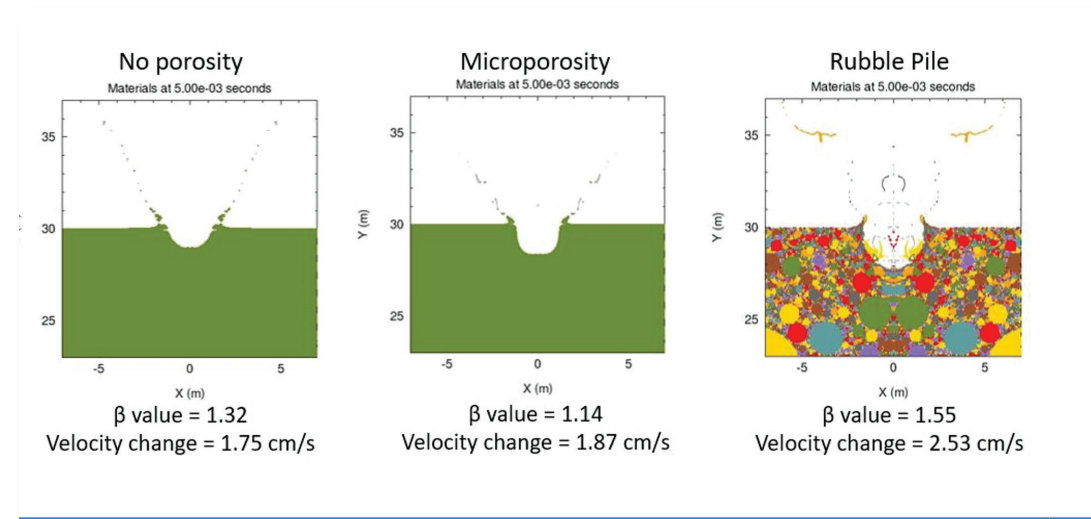 No porosity
Materials at 5.00e-03 seconds
35
30
25
-5
0
5
X (m)
β value = 1.32
Velocity change = 1.75 cm/s
Microporosity
Materials at 5.00e-03 seconds
Y (m)
35
30
25
-5
0
5
X (m)
β value = 1.14
Velocity change = 1.87 cm/s
Rubble Pile
Materials at 5.00e-03 seconds
Y (m)
35
30
25
-5
0
5
X (m)
β value = 1.55
Velocity change = 2.53 cm/s